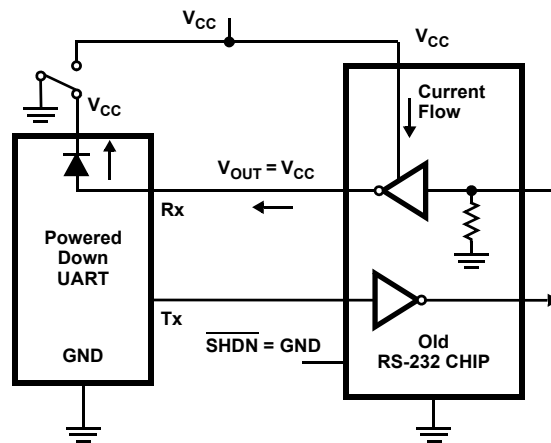 VCC
VCC
VCC
Current
Flow
VOUT = VCC
Rx
Powered
Down
UART
Tx
SHDN = GND
GND
Old
RS-232 CHIP